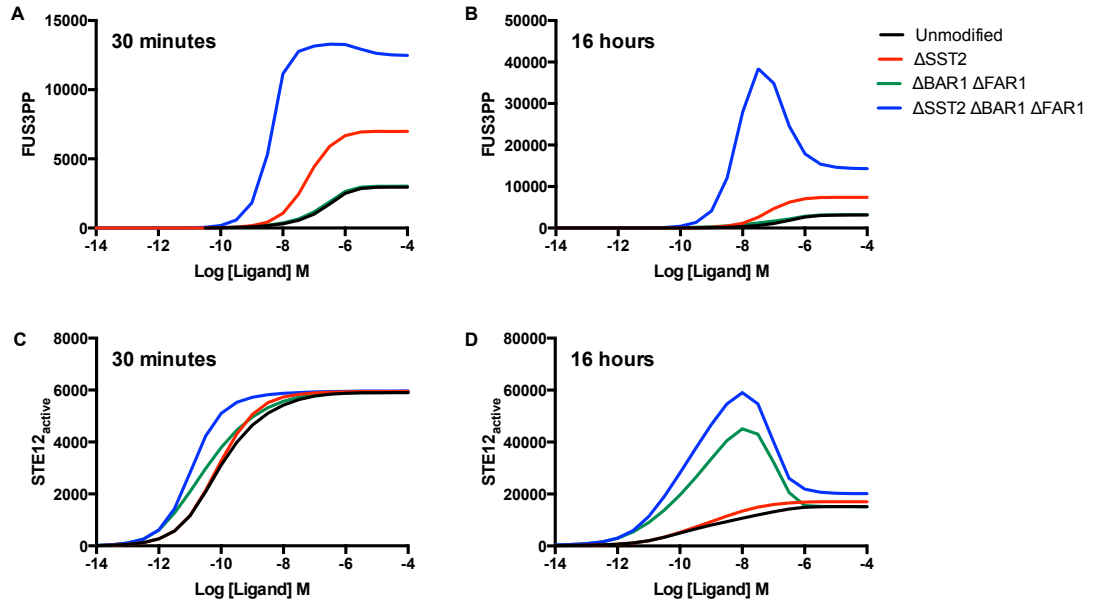 A
30 minutes
FUS3PP
15000
10000
5000
0
-14 -12 -10 -8 -6 -4
Log [Ligand] M
B
16 hours
FUS3PP
50000
40000
30000
20000
10000
0
-14 -12 -10 -8 -6 -4
Log [Ligand] M
Unmodified
ΔSST2
ΔBAR1 ΔFAR1
ΔSST2 ΔBAR1 ΔFAR1
C
30 minutes
STE12active
8000
6000
4000
2000
0
-14 -12 -10 -8 -6 -4
Log [Ligand] M
D
16 hours
STE12active
80000
60000
40000
20000
0
-14 -12 -10 -8 -6 -4
Log [Ligand] M